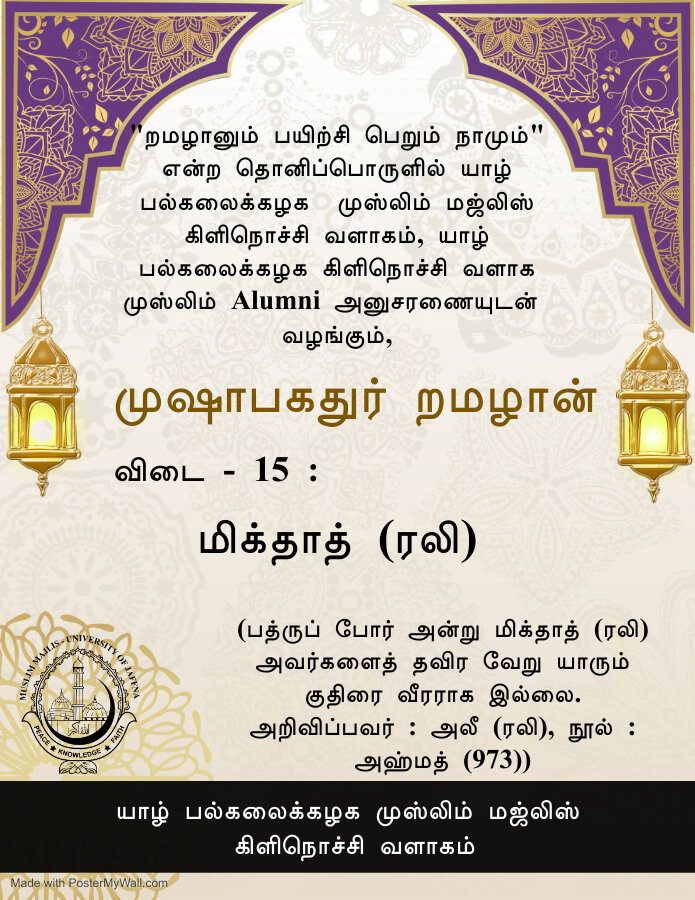 "றமழானும் பயிற்சி பெறும் நாமும்"
என்ற தொனிப்பொருளில் யாழ்
பல்கலைக்கழக முஸ்லிம் மஜ்லிஸ்
கிளிநொச்சி வளாகம், யாழ்
பல்கலைக்கழக கிளிநொச்சி வளாக
முஸ்லிம் Alumni அனுசரணையுடன்
வழங்கும்,
முஷாபகதுர் றமழான்
விடை - 15 :
மிக்தாத் (ரலி)
(பத்ருப் போர் அன்று மிக்தாத் (ரலி)
அவர்களைத் தவிர வேறு யாரும்
குதிரை வீரராக இல்லை.
அறிவிப்பவர் : அலீ (ரலி), நூல் :
அஹ்மத் (973))
MUSLIM MAJLIS - UNIVERSITY OF JAFFNA
PEACE ★ KNOWLEDGE ★ FAITH
யாழ் பல்கலைக்கழக முஸ்லிம் மஜ்லிஸ்
கிளிநொச்சி வளாகம்
Made with PosterMyWall.com